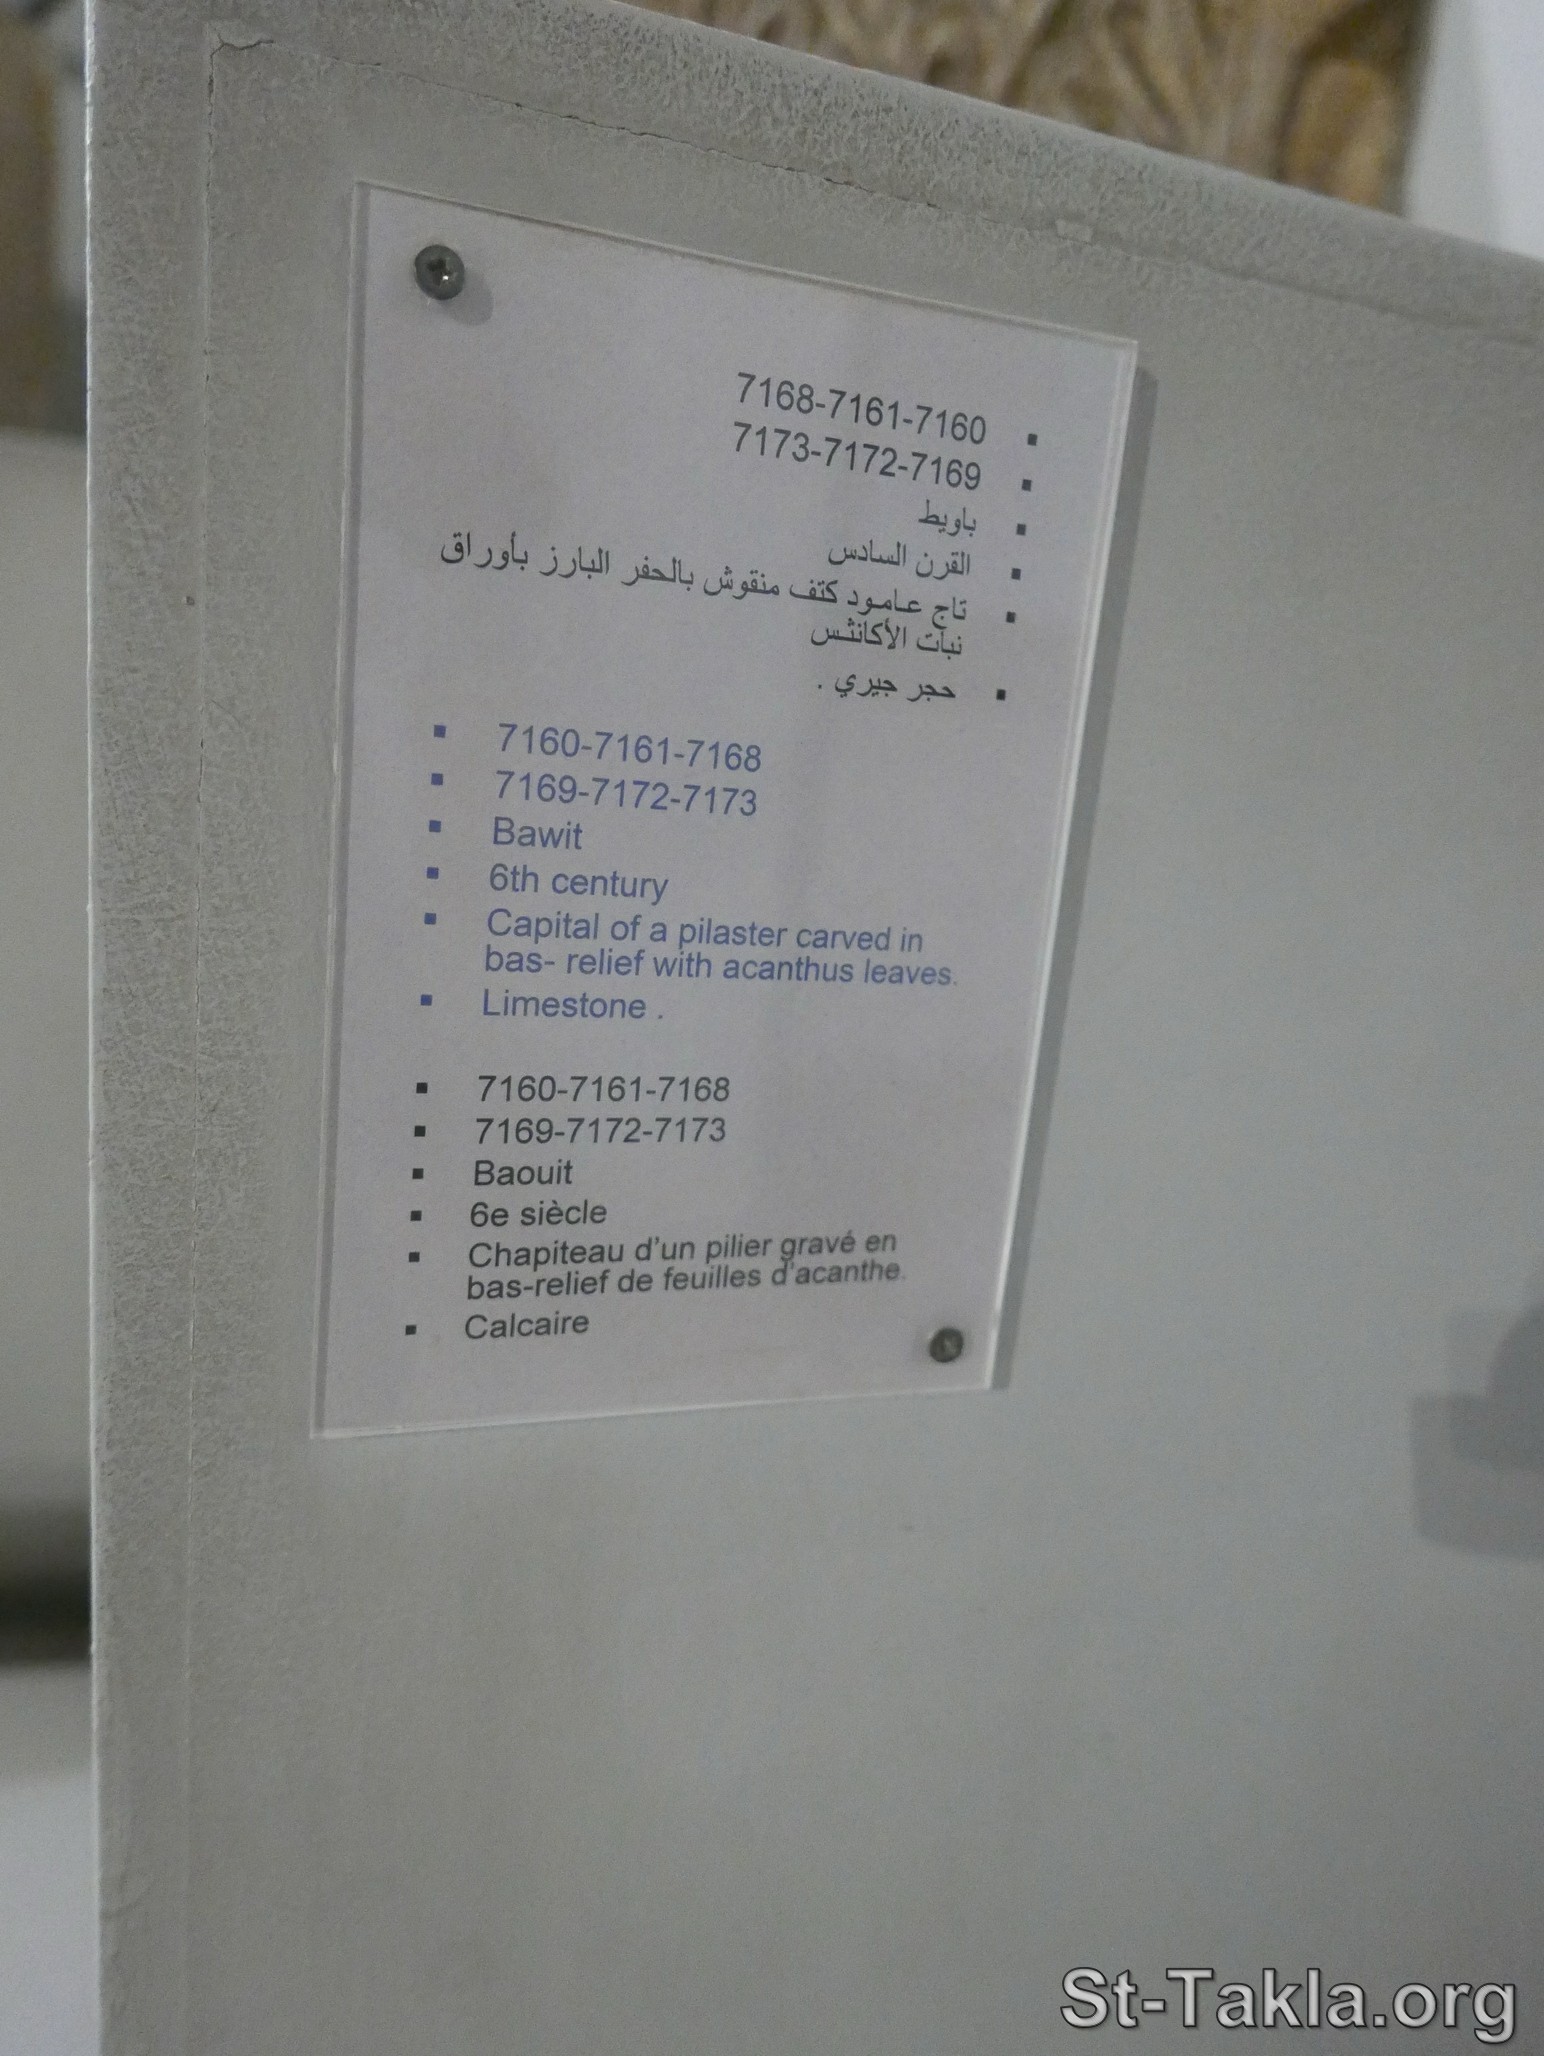 ▪ 7168-7161-7160
▪ 7173-7172-7169
▪ باويط
▪ القرن السادس
▪ تاج عامود كتف منقوش بالحفر البارز بأوراق
نبات الأكانثس
▪ حجر جيري .
▪ 7160-7161-7168
▪ 7169-7172-7173
▪ Bawit
▪ 6th century
▪ Capital of a pilaster carved in
bas- relief with acanthus leaves.
▪ Limestone .
▪ 7160-7161-7168
▪ 7169-7172-7173
▪ Baouit
▪ 6e siècle
▪ Chapiteau d'un pilier gravé en
bas-relief de feuilles d'acanthe.
▪ Calcaire
St-Takla.org